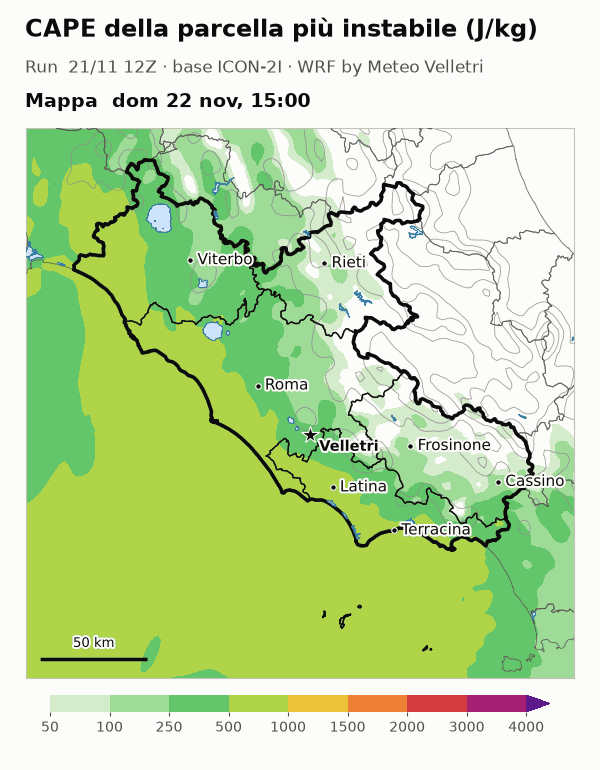 CAPE della parcella più instabile (J/kg)
Run 21/11 12Z · base ICON-2I · WRF by Meteo Velletri
Mappa dom 22 nov, 15:00
Viterbo
Rieti
Roma
Velletri
Frosinone
Cassino
Latina
Terracina
50 km
50 100 250 500 1000 1500 2000 3000 4000